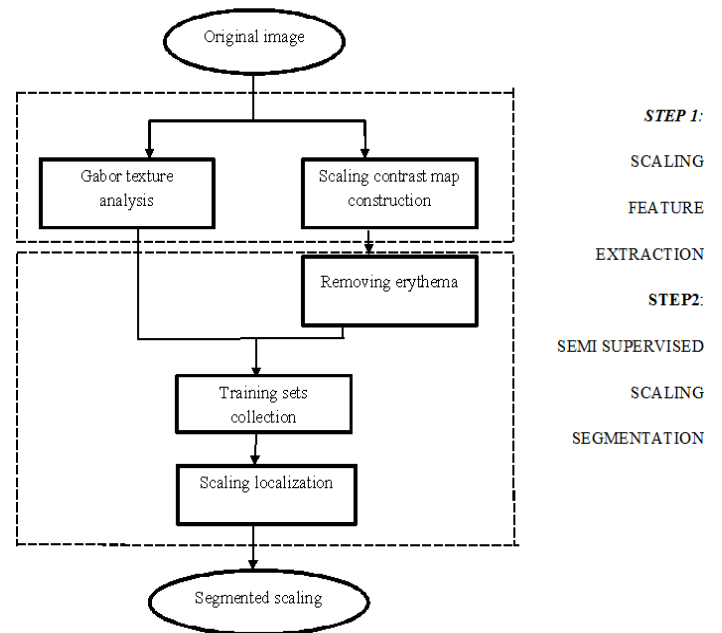 Original image
Gabor texture
analysis
Scaling contrast map
construction
Removing erythema
Training sets
collection
Scaling localization
Segmented scaling
STEP 1:
SCALING
FEATURE
EXTRACTION
STEP2:
SEMI SUPERVISED
SCALING
SEGMENTATION